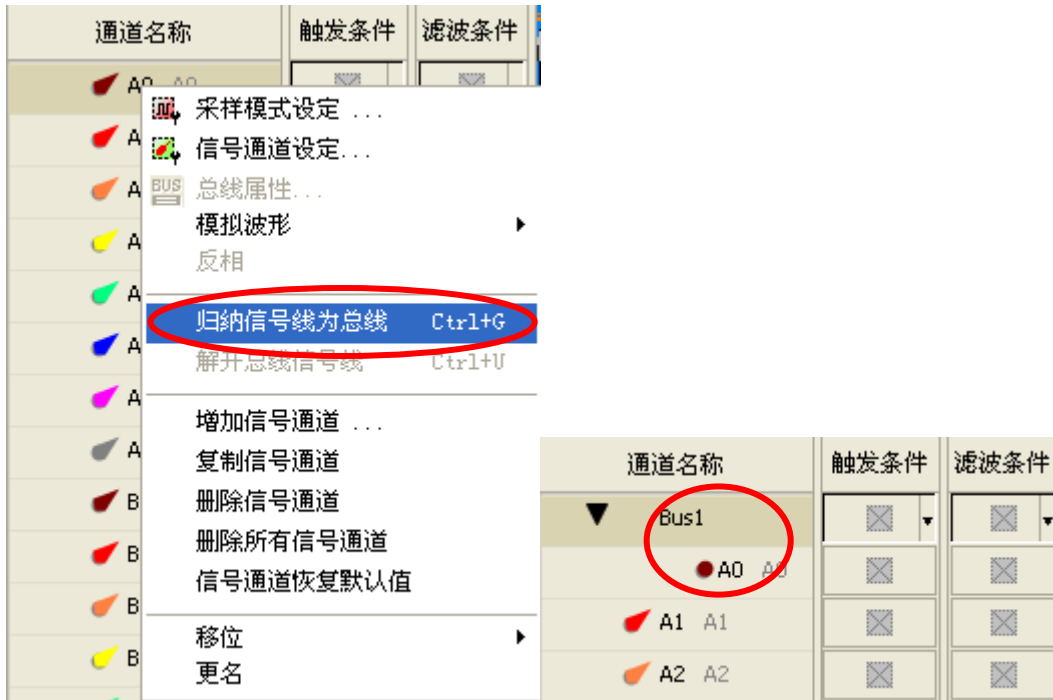 通道名称 触发条件 滤波条件
A0 A0
采样模式设定 ...
A
信号通道设定...
A
BUS 总线属性...
模拟波形
A
反相
A
归纳信号线为总线 Ctrl+G
A
解开总线信号线 Ctrl+U
A
增加信号通道 ...
A
复制信号通道
B
删除信号通道
删除所有信号通道
B
信号通道恢复默认值
B
移位
B
更名
通道名称 触发条件 滤波条件
Bus1
A0 A0
A1 A1
A2 A2